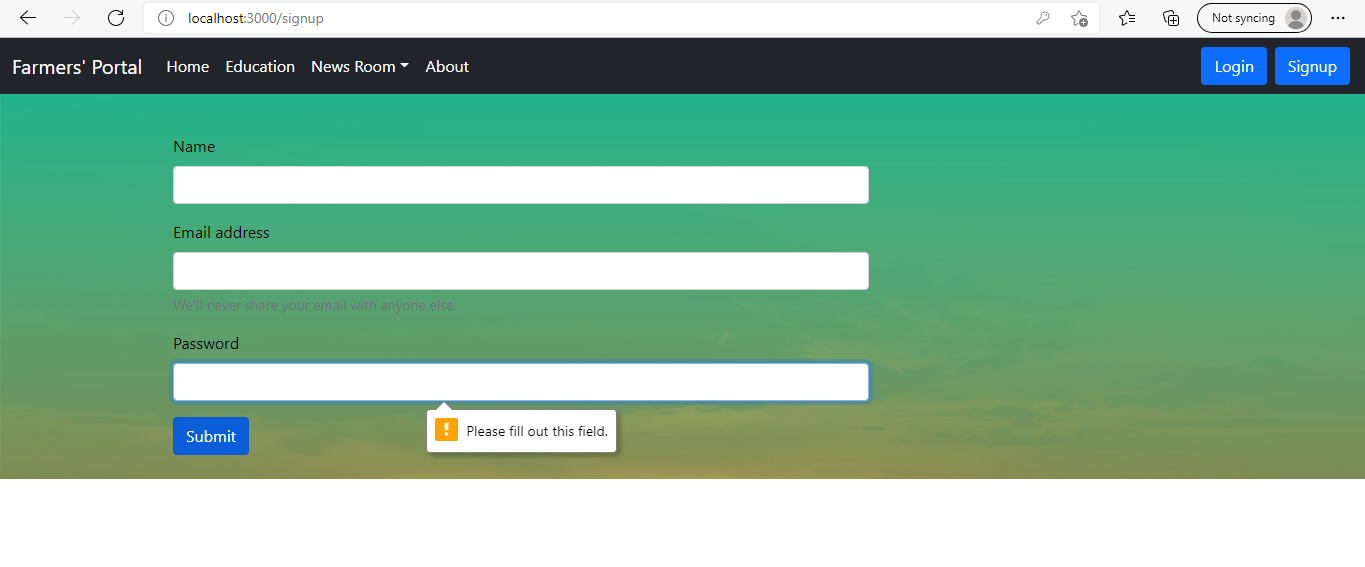 localhost:3000/signup
Not syncing
Farmers' Portal Home Education News Room About Login Signup
Name
Email address
We'll never share your email with anyone else.
Password
Please fill out this field.
Submit